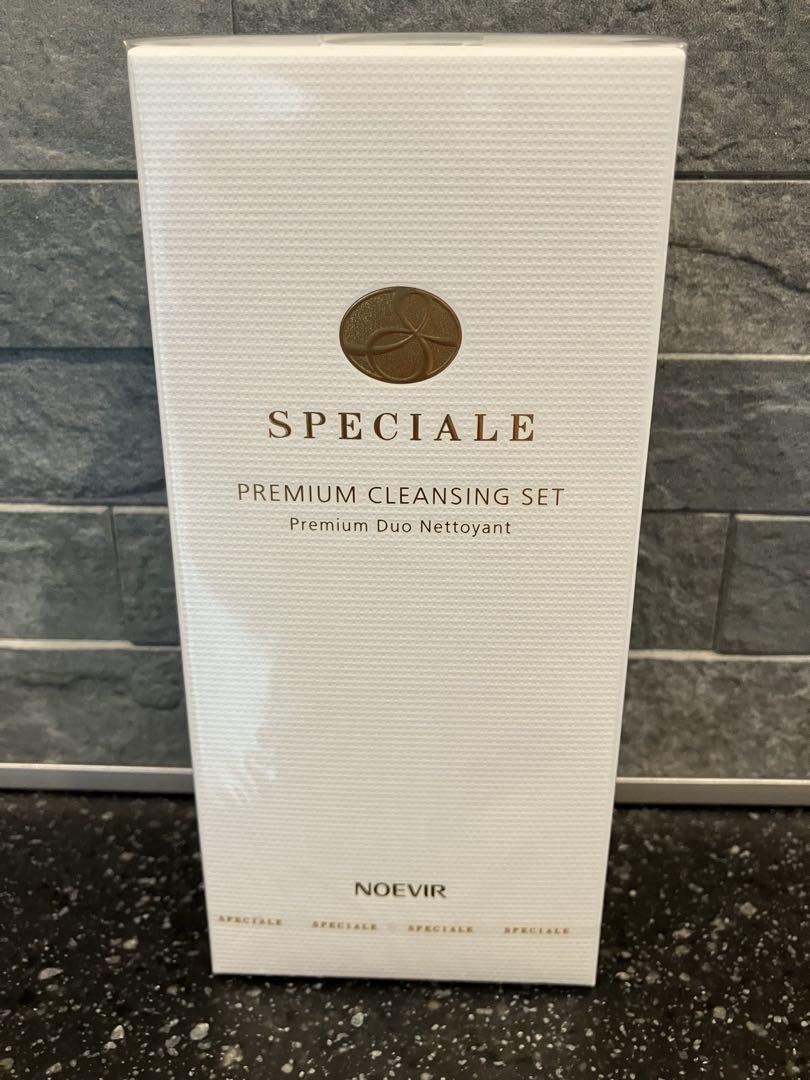 SPECIALE
PREMIUM CLEANSING SET
Premium Duo Nettoyant
NOEVIR
SPECIALE SPECIALE SPECIALE SPECIALE